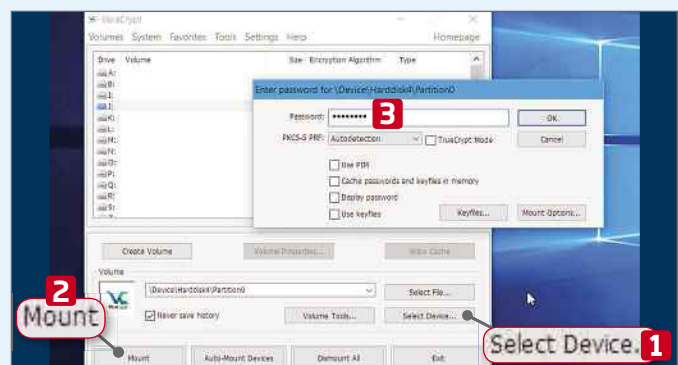 VeraCrypt
Volumes System Favorites Tools Settings Help Homepage
Drive Volume Size Encryption Algorithm Type
A:
B:
I:
J:
K:
L:
M:
N:
O:
P:
Q:
R:
S:
Enter password for \Device\Harddisk4\Partition0
Password: ********
3
OK
PKCS-5 PRF: Autodetection TrueCrypt Mode Cancel
Use PIM
Cache passwords and keyfiles in memory
Display password
Use keyfiles Keyfiles... Mount Options...
Create Volume Volume Properties... Wipe Cache
Volume
\Device\Harddisk4\Partition0 Select File...
Never save history Volume Tools... Select Device...
2
Mount
Select Device.
1
Mount Auto-Mount Devices Dismount All Exit